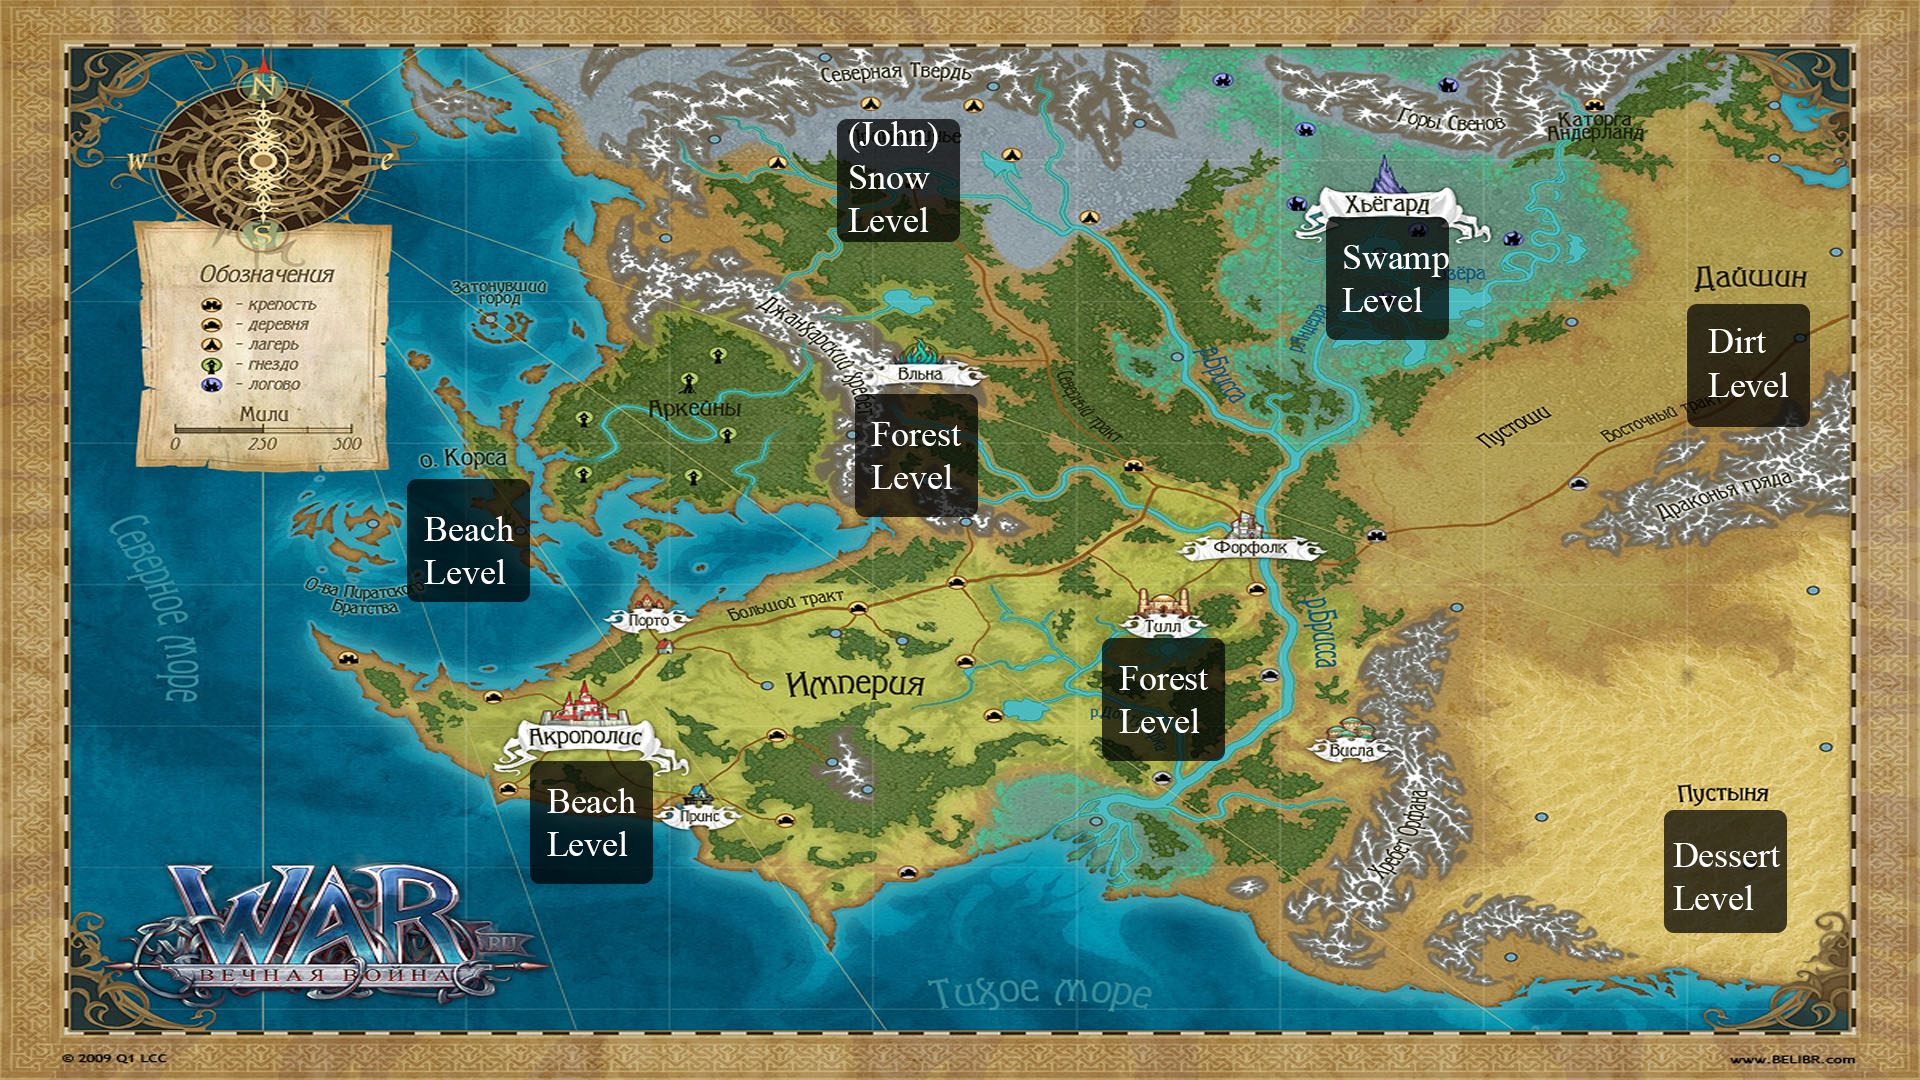 Северная Твердь
N
W
e
S
(John)
Snow
Level
Горы Свенов
Каторга
Андерланд
Хьёгард
Swamp
Level
Обозначения
- крепость
- деревня
- лагерь
- гнездо
- логово
Мили
0 250 500
Затонувший
город
Джанхарский хребет
Дайшин
Dirt
Level
Вльна
Аркейны
Северный тракт
р.Брисса
Пустоши
Восточный тракт
о. Корса
Forest
Level
Драконья гряда
Beach
Level
Северное море
Форфолк
О-ва Пиратского
Братства
Порто
Большой тракт
Тилл
р.Брисса
Империя
Forest
Level
Акрополис
Висла
Beach
Level
Принс
Хребет Орфана
Пустыня
Dessert
Level
WAR
.RU
ВЕЧНАЯ ВОЙНА
Тихое море
© 2009 Q1 LCC
www.BELIBR.com